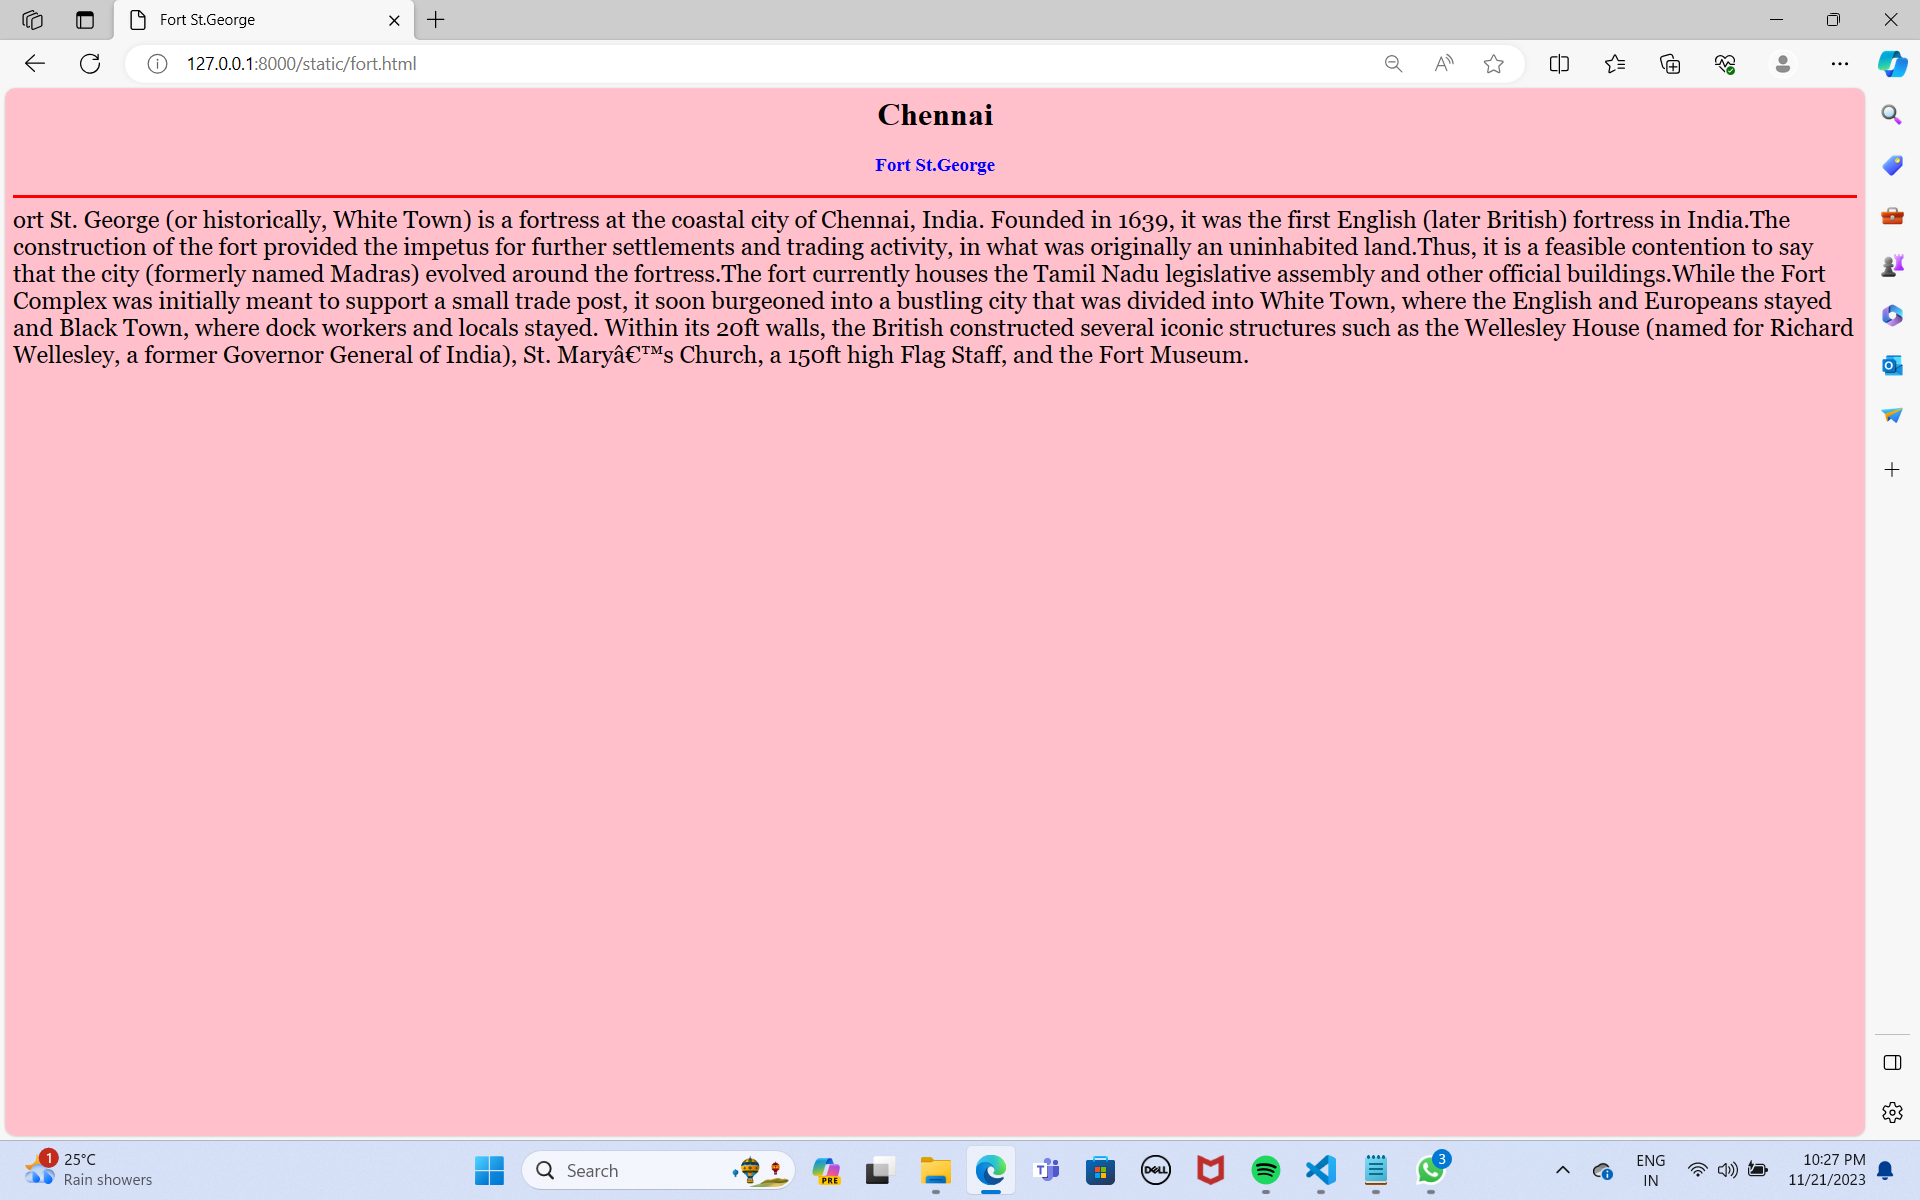 Fort St.George
127.0.0.1:8000/static/fort.html
Chennai
Fort St.George
ort St. George (or historically, White Town) is a fortress at the coastal city of Chennai, India. Founded in 1639, it was the first English (later British) fortress in India.The
construction of the fort provided the impetus for further settlements and trading activity, in what was originally an uninhabited land.Thus, it is a feasible contention to say
that the city (formerly named Madras) evolved around the fortress.The fort currently houses the Tamil Nadu legislative assembly and other official buildings.While the Fort
Complex was initially meant to support a small trade post, it soon burgeoned into a bustling city that was divided into White Town, where the English and Europeans stayed
and Black Town, where dock workers and locals stayed. Within its 20ft walls, the British constructed several iconic structures such as the Wellesley House (named for Richard
Wellesley, a former Governor General of India), St. Maryâ€™s Church, a 150ft high Flag Staff, and the Fort Museum.
1
25°C
Rain showers
Search
PRE
DELL
3
ENG
IN
10:27 PM
11/21/2023